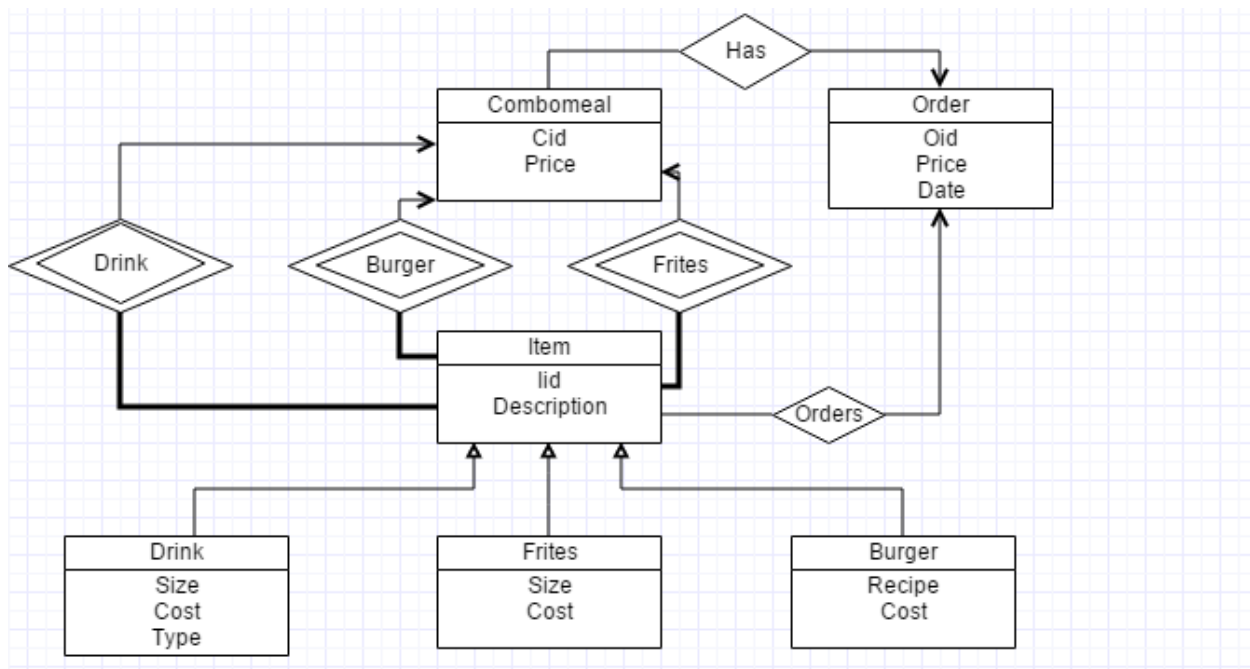 Has
Combomeal
Cid
Price
Order
Oid
Price
Date
Drink
Burger
Frites
Item
Iid
Description
Orders
Drink
Size
Cost
Type
Frites
Size
Cost
Burger
Recipe
Cost